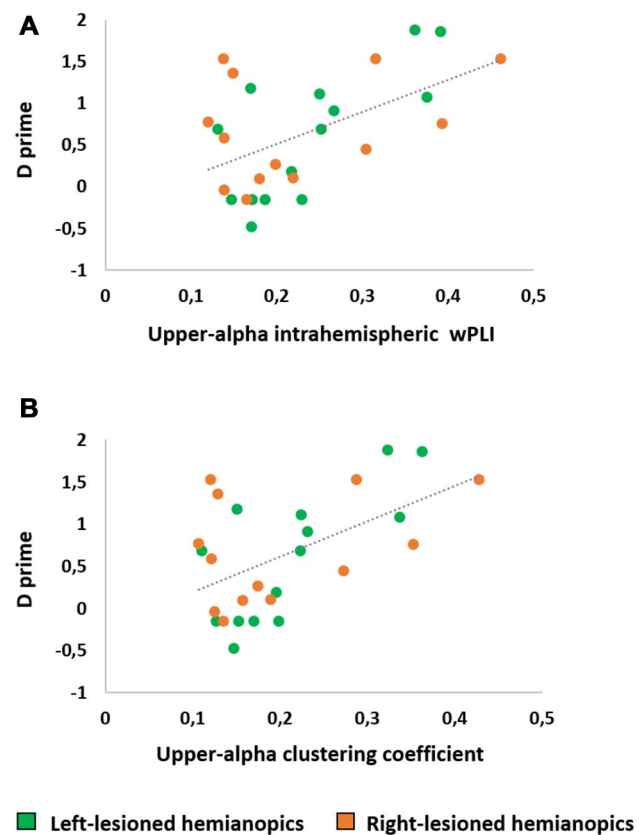 A
2
1,5
1
0,5
0
-0,5
-1
D prime
0 0,1 0,2 0,3 0,4 0,5
Upper-alpha intrahemispheric wPLI
B
2
1,5
1
0,5
0
-0,5
-1
D prime
0 0,1 0,2 0,3 0,4 0,5
Upper-alpha clustering coefficient
Left-lesioned hemianopics Right-lesioned hemianopics